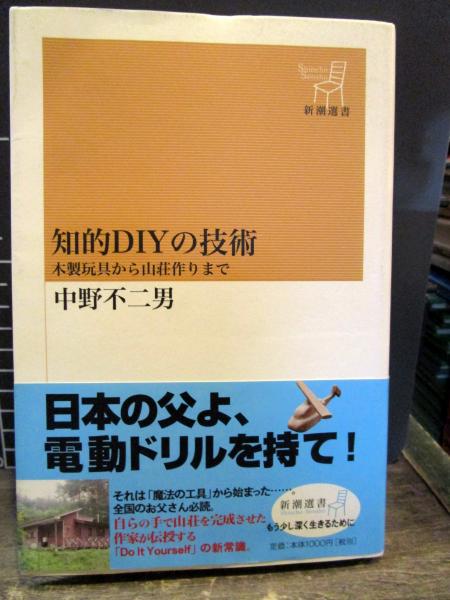 Shincho
Sensho
新潮選書
知的DIYの技術
木製玩具から山荘作りまで
中野不二男
日本の父よ、
電動ドリルを持て！
それは「魔法の工具」から始まった……。
全国のお父さん必読。
自らの手で山荘を完成させた
作家が伝授する
「Do It Yourself」の新常識。
新潮選書
Shincho Sensho
もう少し深く生きるために
定価：本体1000円［税別］